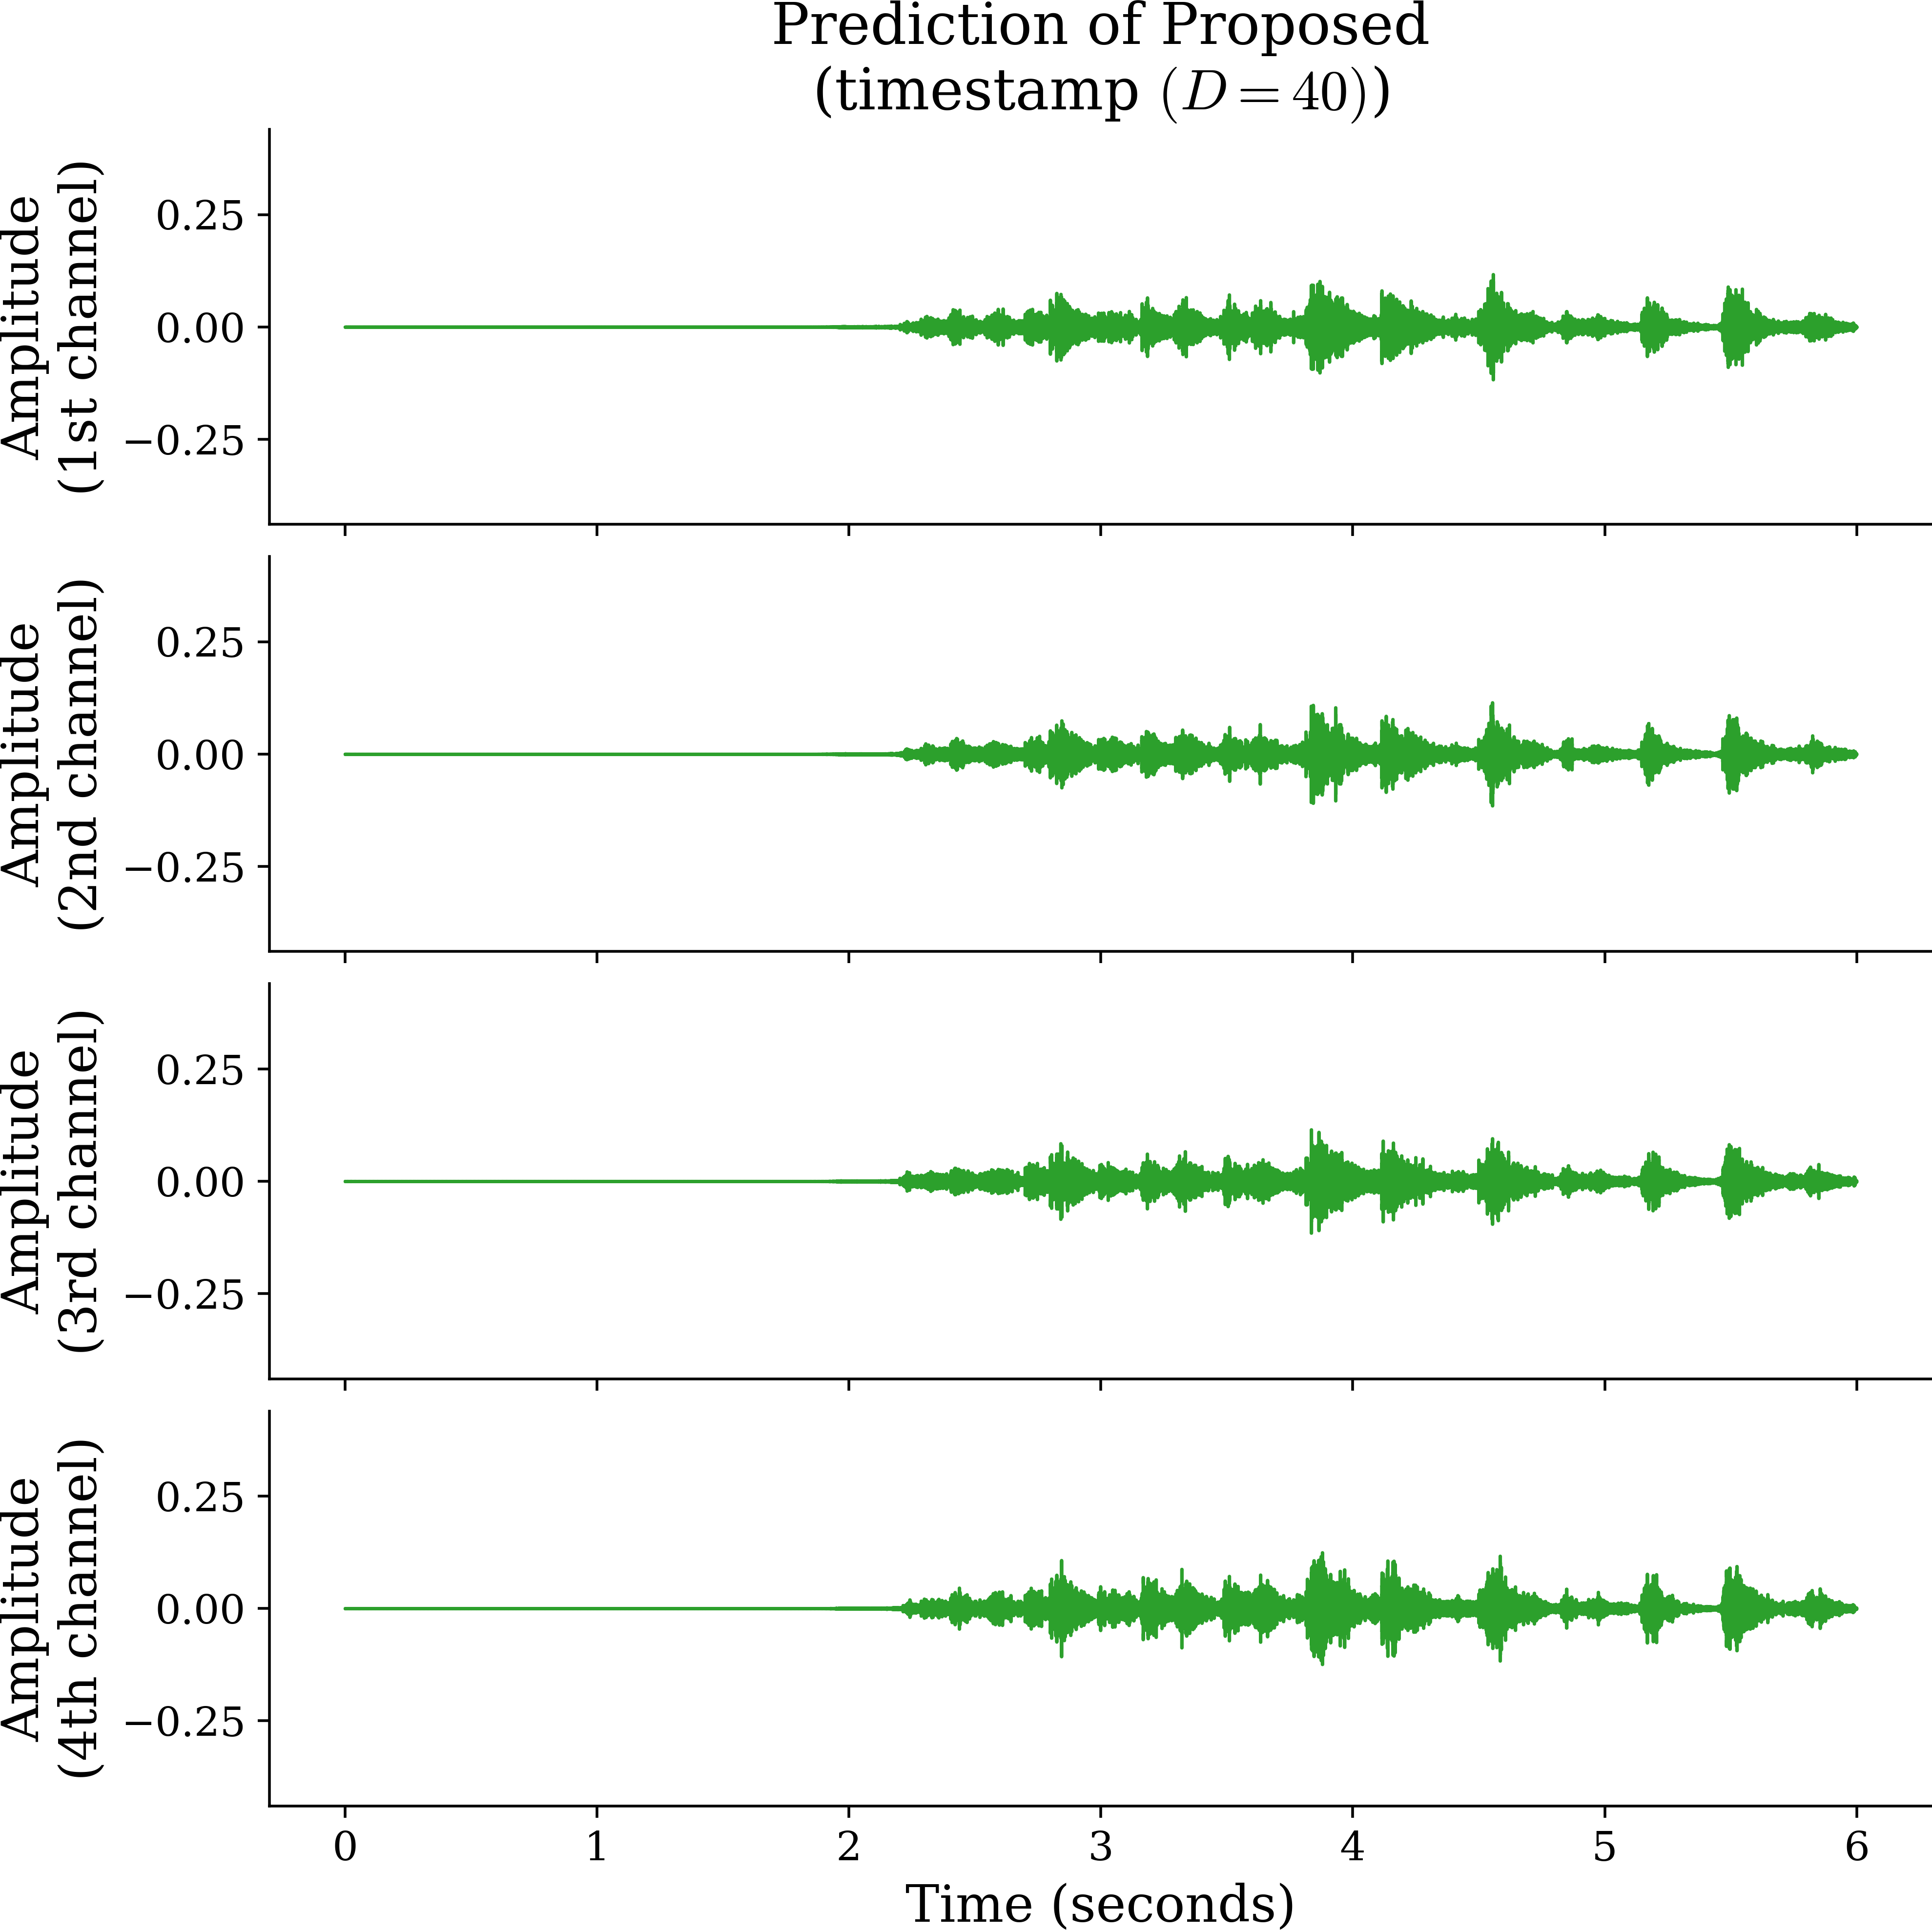 Prediction of Proposed
(timestamp (D = 40))
Amplitude
(1st channel)
0.25
0.00
−0.25
Amplitude
(2nd channel)
0.25
0.00
−0.25
Amplitude
(3rd channel)
0.25
0.00
−0.25
Amplitude
(4th channel)
0.25
0.00
−0.25
0 1 2 3 4 5 6
Time (seconds)